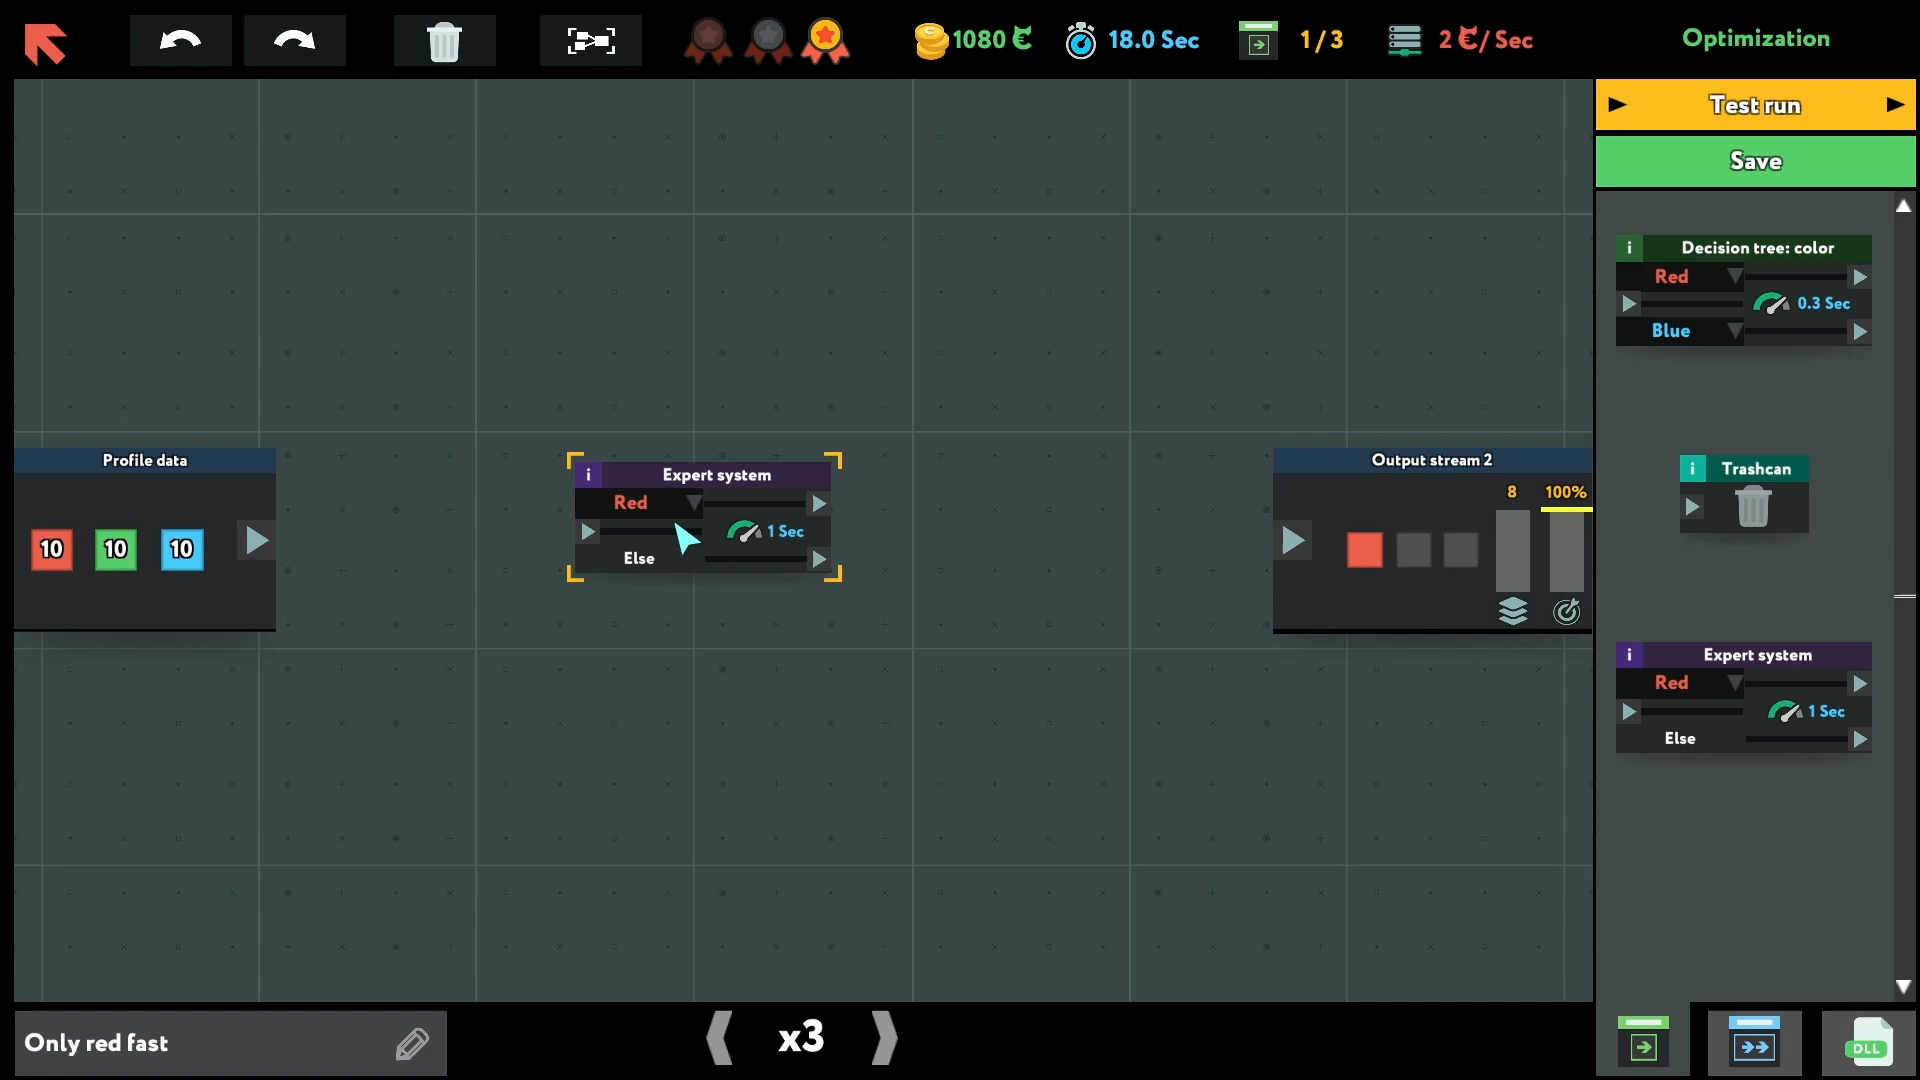 1080
18.0 Sec
1 / 3
2 / Sec
Optimization
Test run
Save
Decision tree: color
Red
0.3 Sec
Blue
Trashcan
Expert system
Red
1 Sec
Else
Profile data
10 10 10
Expert system
Red
1 Sec
Else
Output stream 2
8 100%
Only red fast
x3
DLL